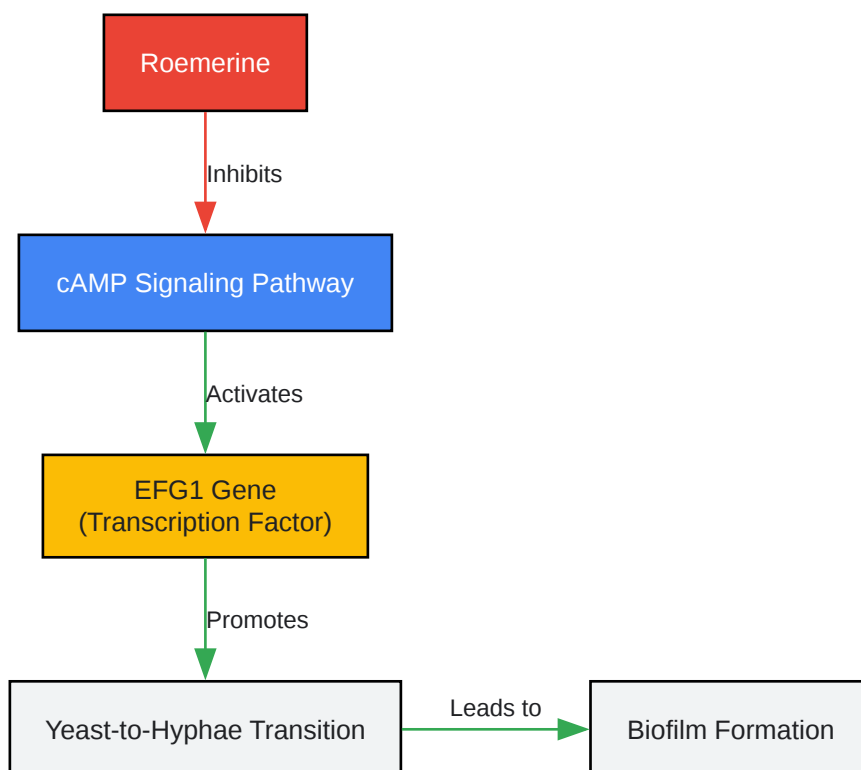 Roemerine
Inhibits
cAMP Signaling Pathway
Activates
EFG1 Gene
(Transcription Factor)
Promotes
Yeast-to-Hyphae Transition
Leads to
Biofilm Formation